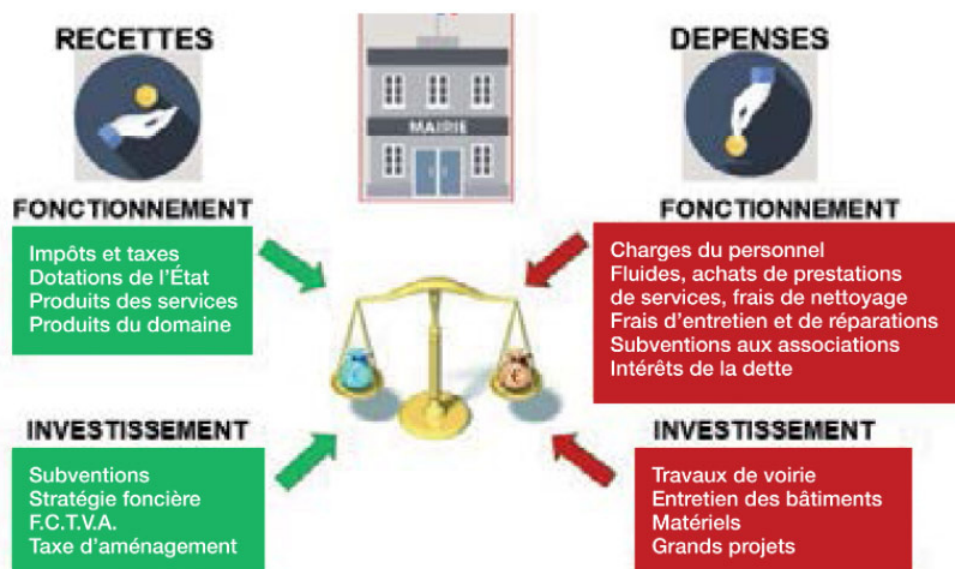 RECETTES
MAIRIE
DEPENSES
FONCTIONNEMENT
Impôts et taxes
Dotations de l'État
Produits des services
Produits du domaine
FONCTIONNEMENT
Charges du personnel
Fluides, achats de prestations
de services, frais de nettoyage
Frais d'entretien et de réparations
Subventions aux associations
Intérêts de la dette
INVESTISSEMENT
Subventions
Stratégie foncière
F.C.T.V.A.
Taxe d'aménagement
INVESTISSEMENT
Travaux de voirie
Entretien des bâtiments
Matériels
Grands projets